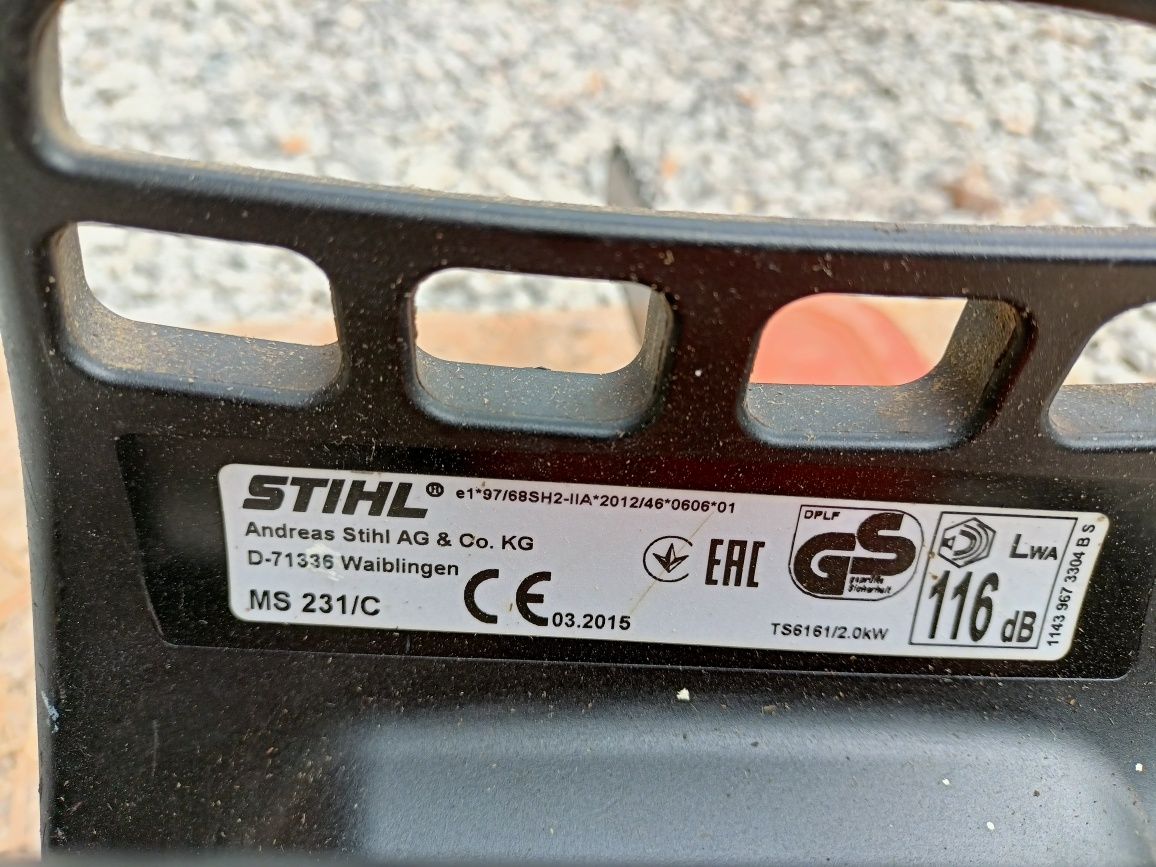 STIHL® e1*97/68SH2-IIA*2012/46*0606*01
Andreas Stihl AG & Co. KG
D-71336 Waiblingen
MS 231/C
CE 03.2015
EAC
DPLF
GS
geprüfte
Sicherheit
TS6161/2.0kW
LWA
116 dB
1143 967 3304 B S